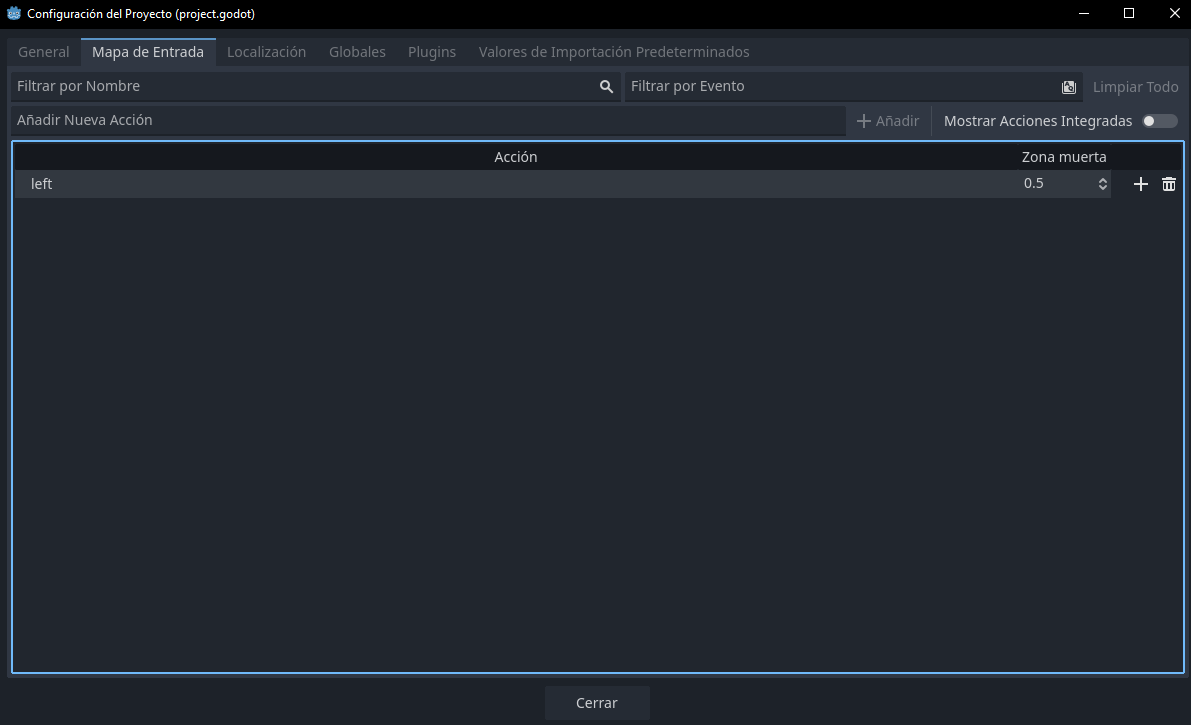 Configuración del Proyecto (project.godot)
General Mapa de Entrada Localización Globales Plugins Valores de Importación Predeterminados
Filtrar por Nombre Filtrar por Evento Limpiar Todo
Añadir Nueva Acción Añadir Mostrar Acciones Integradas
Acción Zona muerta
left 0.5
Cerrar